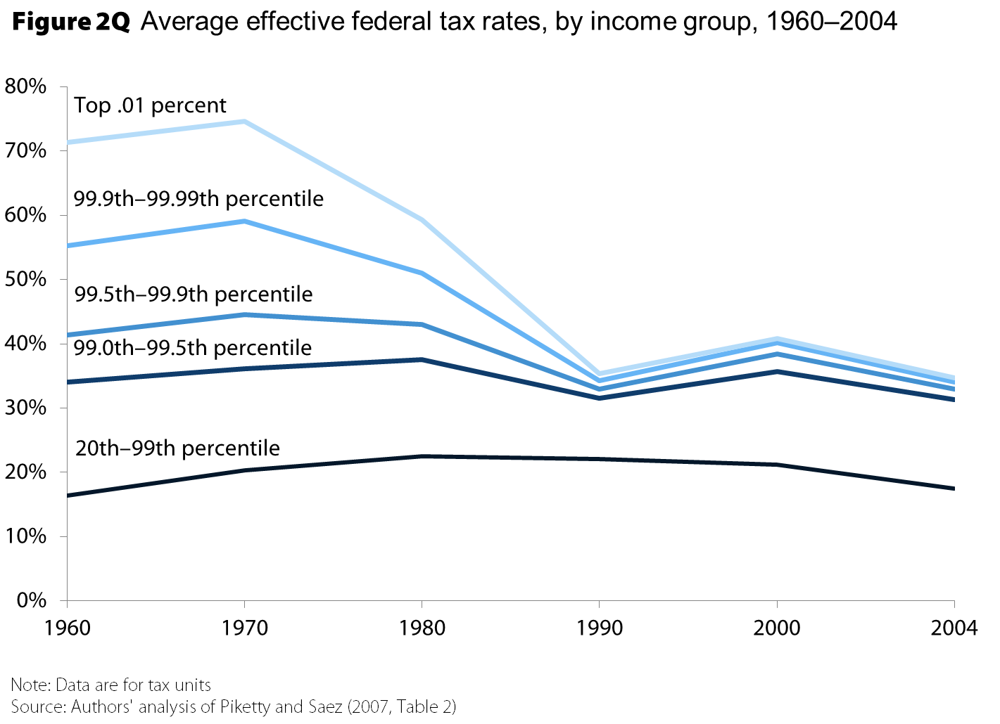 Figure 2Q Average effective federal tax rates, by income group, 1960–2004
80%
Top .01 percent
70%
99.9th–99.99th percentile
60%
50%
99.5th–99.9th percentile
40%
99.0th–99.5th percentile
30%
20th–99th percentile
20%
10%
0%
1960 1970 1980 1990 2000 2004
Note: Data are for tax units
Source: Authors' analysis of Piketty and Saez (2007, Table 2)